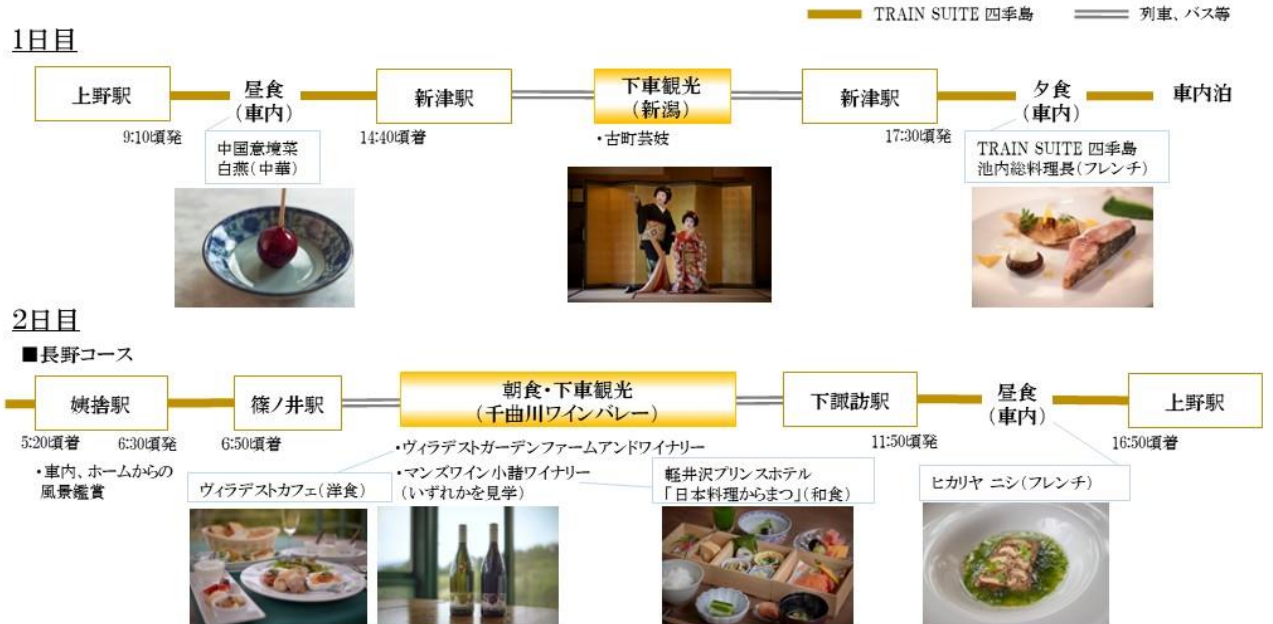 TRAIN SUITE 四季島
列車、バス等
1日目
上野駅
9:10頃発
昼食
(車内)
中国意境菜
白燕(中華)
新津駅
14:40頃着
下車観光
(新潟)
・古町芸妓
新津駅
17:30頃発
夕食
(車内)
TRAIN SUITE 四季島
池内総料理長(フレンチ)
車内泊
2日目
■長野コース
姨捨駅
5:20頃着
6:30頃発
・車内、ホームからの
風景鑑賞
篠ノ井駅
6:50頃着
朝食・下車観光
(千曲川ワインバレー)
・ヴィラデストガーデンファームアンドワイナリー
・マンズワイン小諸ワイナリー
(いずれかを見学)
ヴィラデストカフェ(洋食)
軽井沢プリンスホテル
「日本料理からまつ」(和食)
下諏訪駅
11:50頃発
昼食
(車内)
ヒカリヤ ニシ(フレンチ)
上野駅
16:50頃着